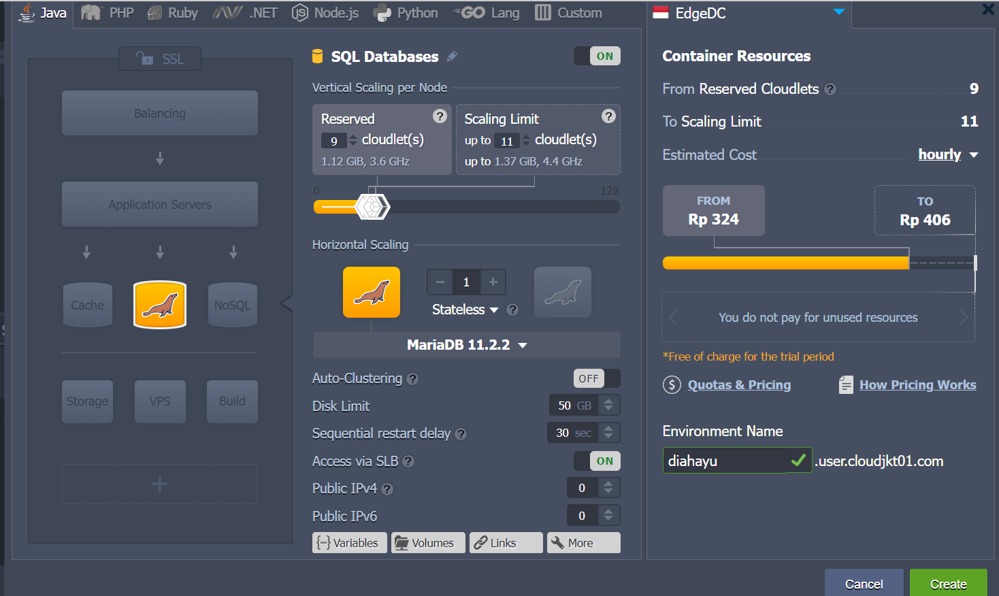 Java PHP Ruby .NET Node.js Python GO Lang Custom
EdgeDC
SSL
Balancing
Application Servers
Cache
NoSQL
Storage
VPS
Build
SQL Databases
ON
Vertical Scaling per Node
Reserved ?
9 cloudlet(s)
1.12 GiB, 3.6 GHz
Scaling Limit ?
up to 11 cloudlet(s)
up to 1.37 GiB, 4.4 GHz
0 128
Horizontal Scaling
1
Stateless ?
MariaDB 11.2.2
Auto-Clustering ? OFF
Disk Limit 50 GB
Sequential restart delay ? 30 sec
Access via SLB ? ON
Public IPv4 ? 0
Public IPv6 0
Variables Volumes Links More
Container Resources
From Reserved Cloudlets ? 9
To Scaling Limit 11
Estimated Cost hourly
FROM
Rp 324
TO
Rp 406
You do not pay for unused resources
*Free of charge for the trial period
$ Quotas & Pricing How Pricing Works
Environment Name
diahayu .user.cloudjkt01.com
Cancel Create